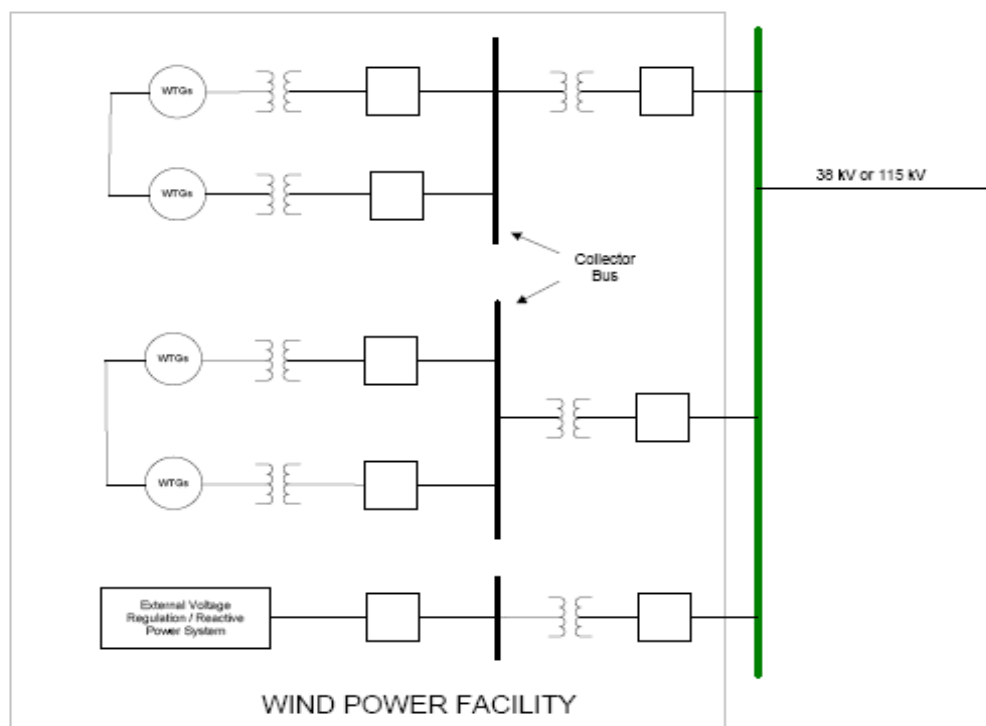 WTGs
WTGs
38 kV or 115 kV
Collector
Bus
WTGs
WTGs
External Voltage
Regulation / Reactive
Power System
WIND POWER FACILITY